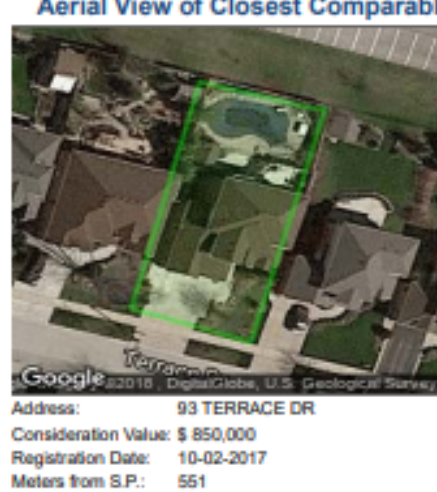 Aerial View of Closest Comparabl
Terrace
Google
©2018 , DigitalGlobe, U.S. Geological Survey
Address: 93 TERRACE DR
Consideration Value: $ 850,000
Registration Date: 10-02-2017
Meters from S.P.: 551